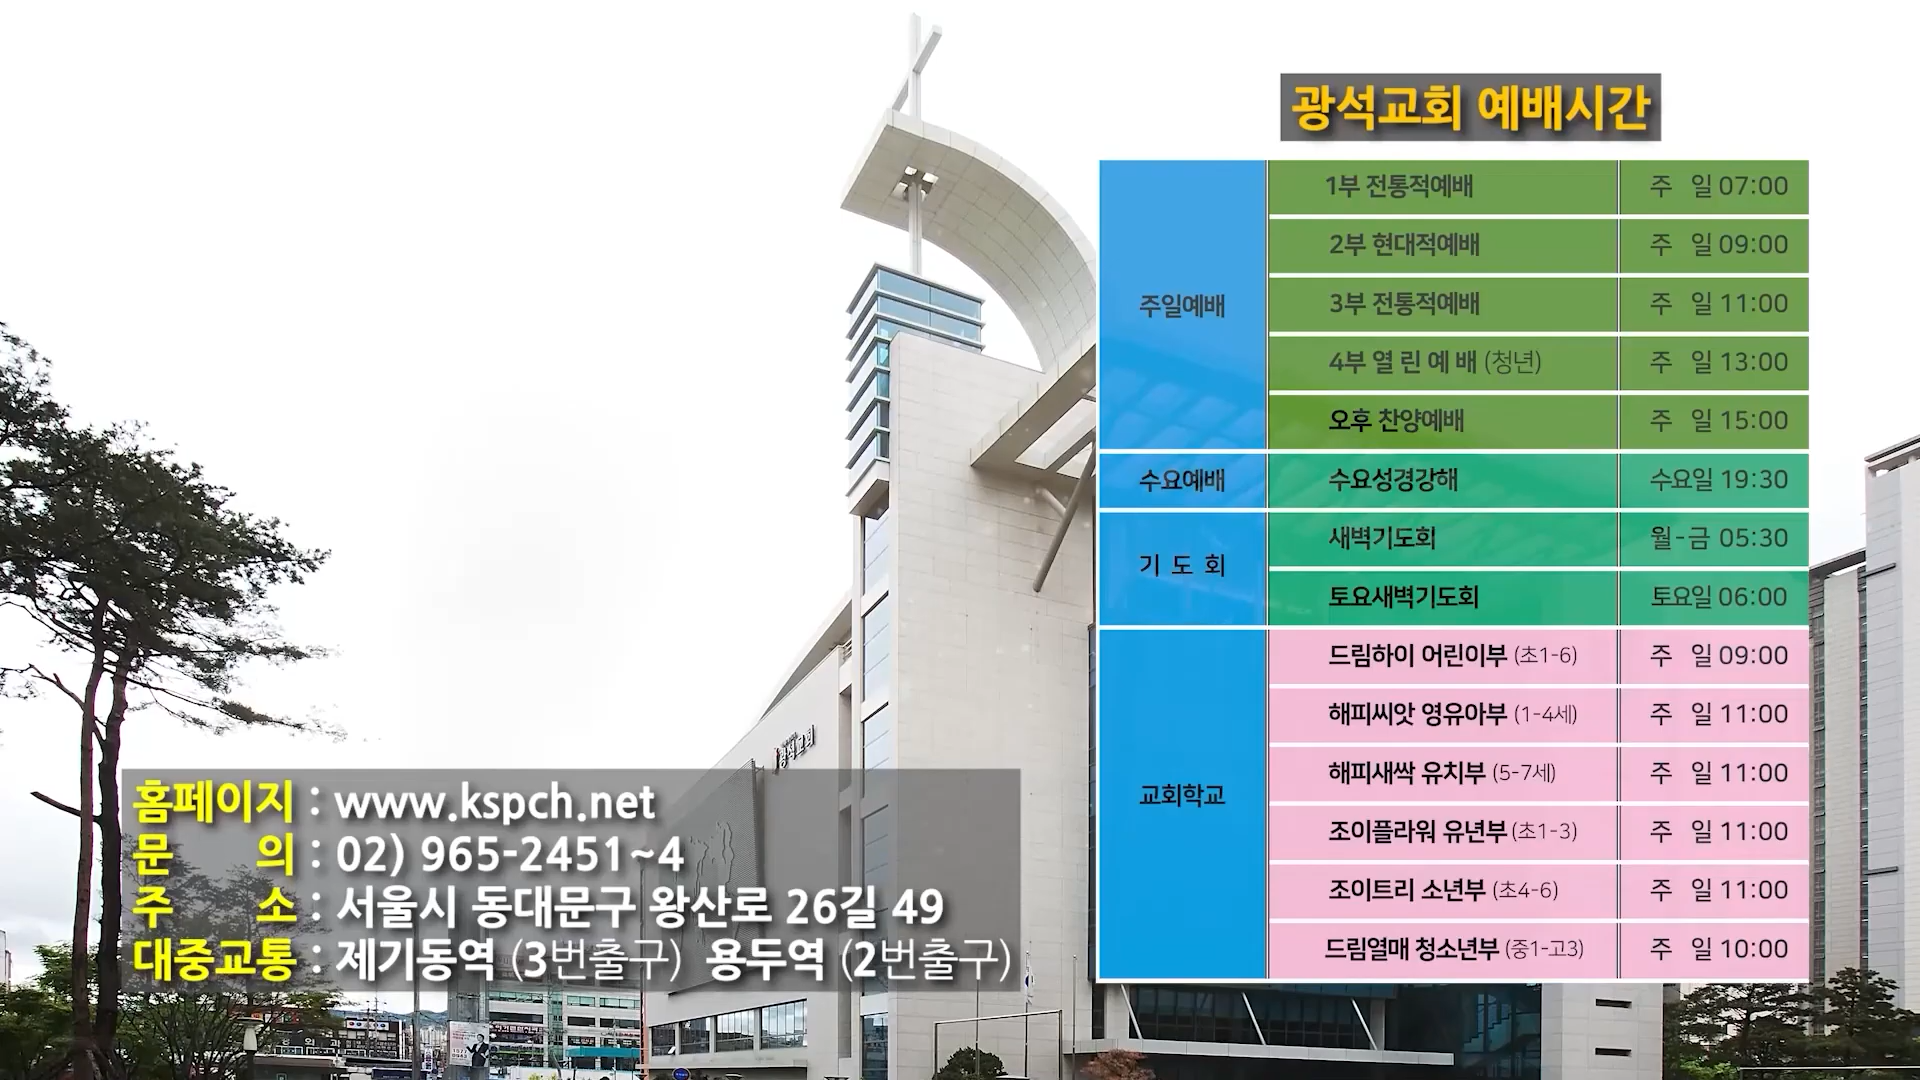 광석교회 예배시간
주일예배
1부 전통적예배 주 일 07:00
2부 현대적예배 주 일 09:00
3부 전통적예배 주 일 11:00
4부 열 린 예 배 (청년) 주 일 13:00
오후 찬양예배 주 일 15:00
수요예배 수요성경강해 수요일 19:30
기 도 회
새벽기도회 월-금 05:30
토요새벽기도회 토요일 06:00
교회학교
드림하이 어린이부 (초1-6) 주 일 09:00
해피씨앗 영유아부 (1-4세) 주 일 11:00
해피새싹 유치부 (5-7세) 주 일 11:00
조이플라워 유년부 (초1-3) 주 일 11:00
조이트리 소년부 (초4-6) 주 일 11:00
드림열매 청소년부 (중1-고3) 주 일 10:00
광석교회
홈페이지 : www.kspch.net
문 의 : 02) 965-2451~4
주 소 : 서울시 동대문구 왕산로 26길 49
대중교통 : 제기동역 (3번출구) 용두역 (2번출구)